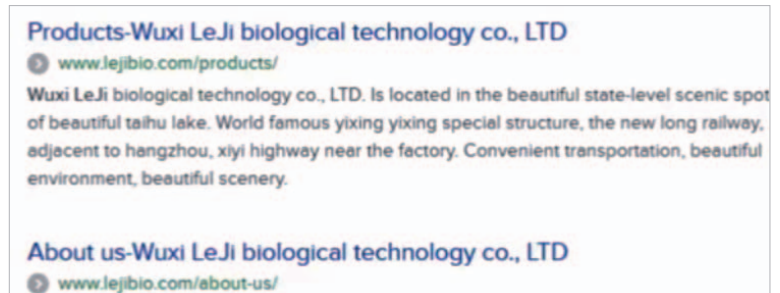 Products-Wuxi LeJi biological technology co., LTD
www.lejibio.com/products/
Wuxi LeJi biological technology co., LTD. Is located in the beautiful state-level scenic spot
of beautiful taihu lake. World famous yixing yixing special structure, the new long railway,
adjacent to hangzhou, xiyi highway near the factory. Convenient transportation, beautiful
environment, beautiful scenery.
About us-Wuxi LeJi biological technology co., LTD
www.lejibio.com/about-us/